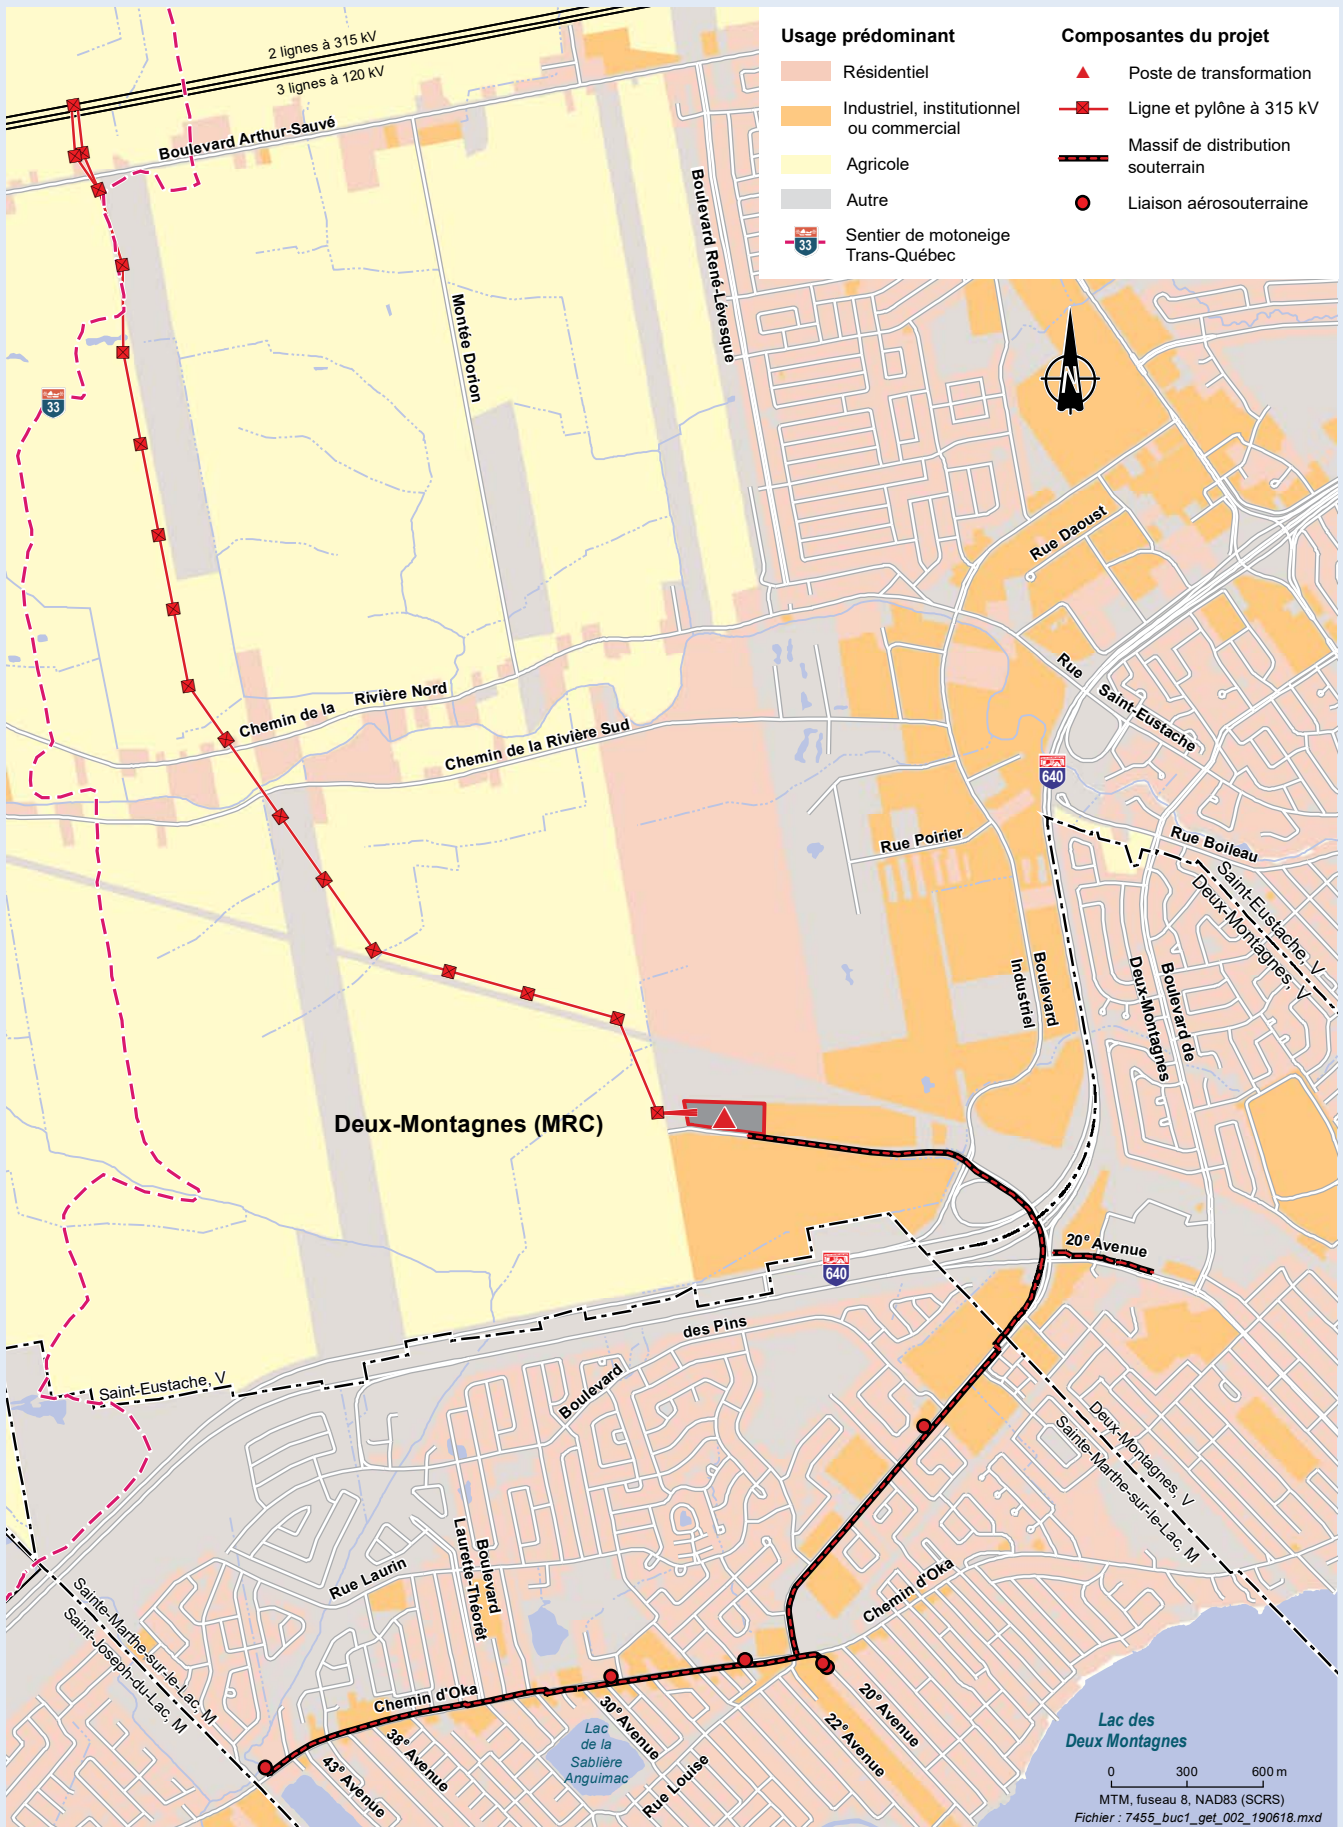 Usage prédominant
Résidentiel
Industriel, institutionnel
ou commercial
Agricole
Autre
33
Sentier de motoneige
Trans-Québec
Composantes du projet
Poste de transformation
Ligne et pylône à 315 kV
Massif de distribution
souterrain
Liaison aérosouterraine
2 lignes à 315 kV
3 lignes à 120 kV
Boulevard Arthur-Sauvé
Boulevard René-Lévesque
Montée Dorion
33
N
Rue Daoust
Rue
Saint-Eustache
Chemin de la
Rivière Nord
Chemin de la Rivière Sud
640
Rue Poirier
Rue Boileau
Saint-Eustache, V
Deux-Montagnes, V
Boulevard
Industriel
Boulevard de
Deux-Montagnes
Deux-Montagnes (MRC)
20e Avenue
640
des Pins
Boulevard
Saint-Eustache, V
Deux-Montagnes, V
Sainte-Marthe-sur-le-Lac, M
Boulevard
Laurette-Théorêt
Rue Laurin
Chemin d'Oka
Sainte-Marthe-sur-le-Lac, M
Saint-Joseph-du-Lac, M
Chemin d'Oka
43e Avenue
38e Avenue
30e Avenue
Lac
de la
Sablière
Anguimac
Rue Louise
22e Avenue
20e Avenue
Lac des
Deux Montagnes
0 300 600 m
MTM, fuseau 8, NAD83 (SCRS)
Fichier : 7455_buc1_get_002_190618.mxd